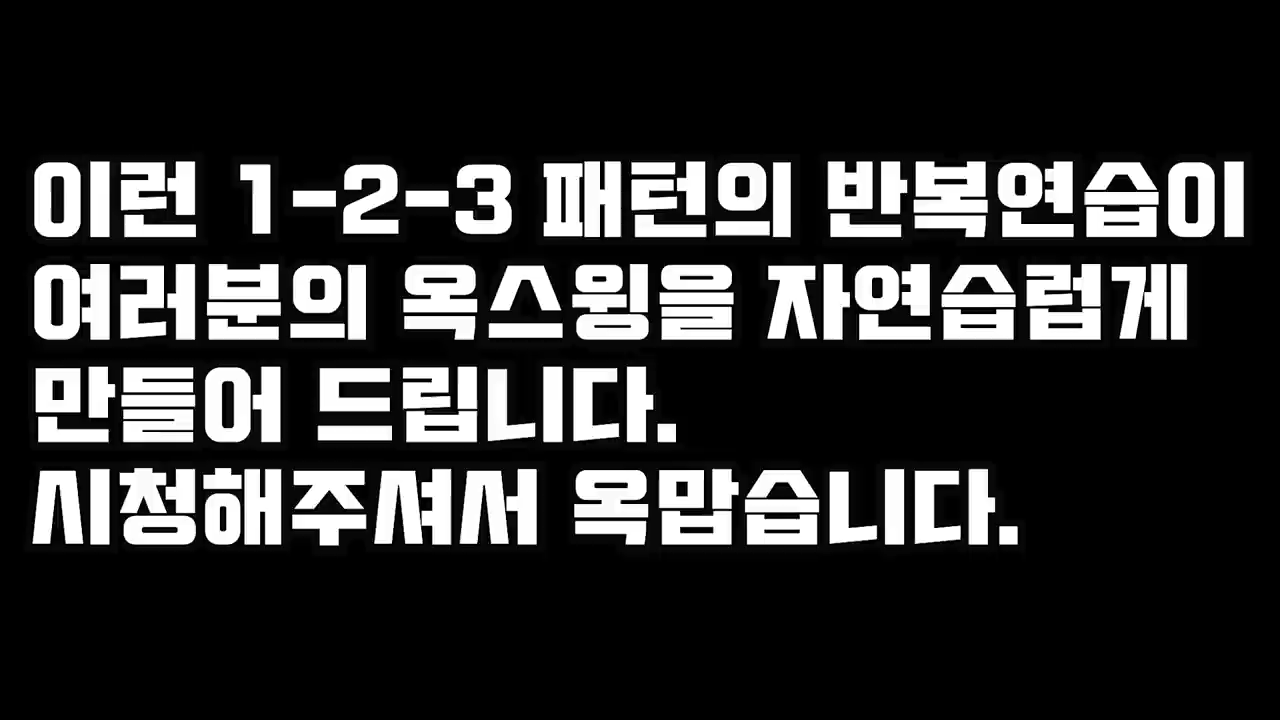 이런 1-2-3 패턴의 반복연습이
여러분의 옥스윙을 자연습럽게
만들어 드립니다.
시청해주셔서 옥맙습니다.